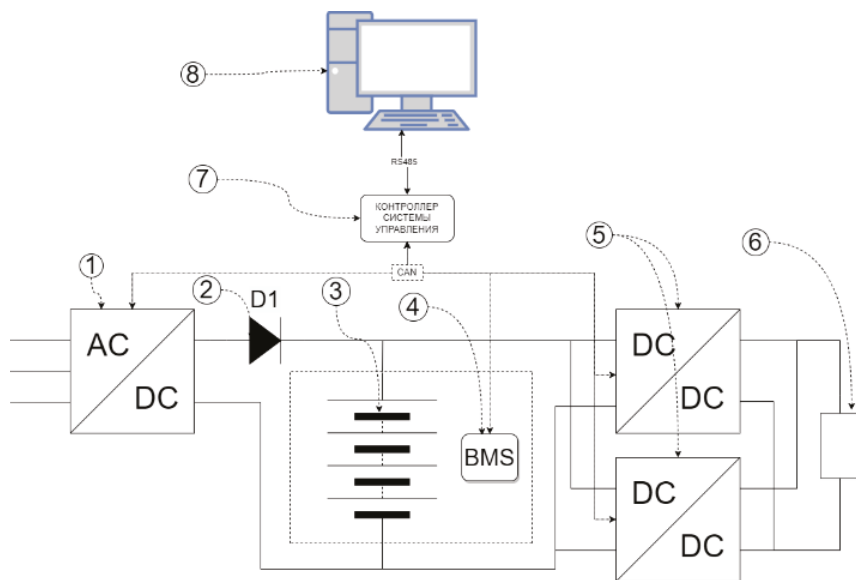 8
RS485
7
КОНТРОЛЛЕР
СИСТЕМЫ
УПРАВЛЕНИЯ
CAN
1
2
D1
3
4
5
6
AC
DC
BMS
DC
DC
DC
DC